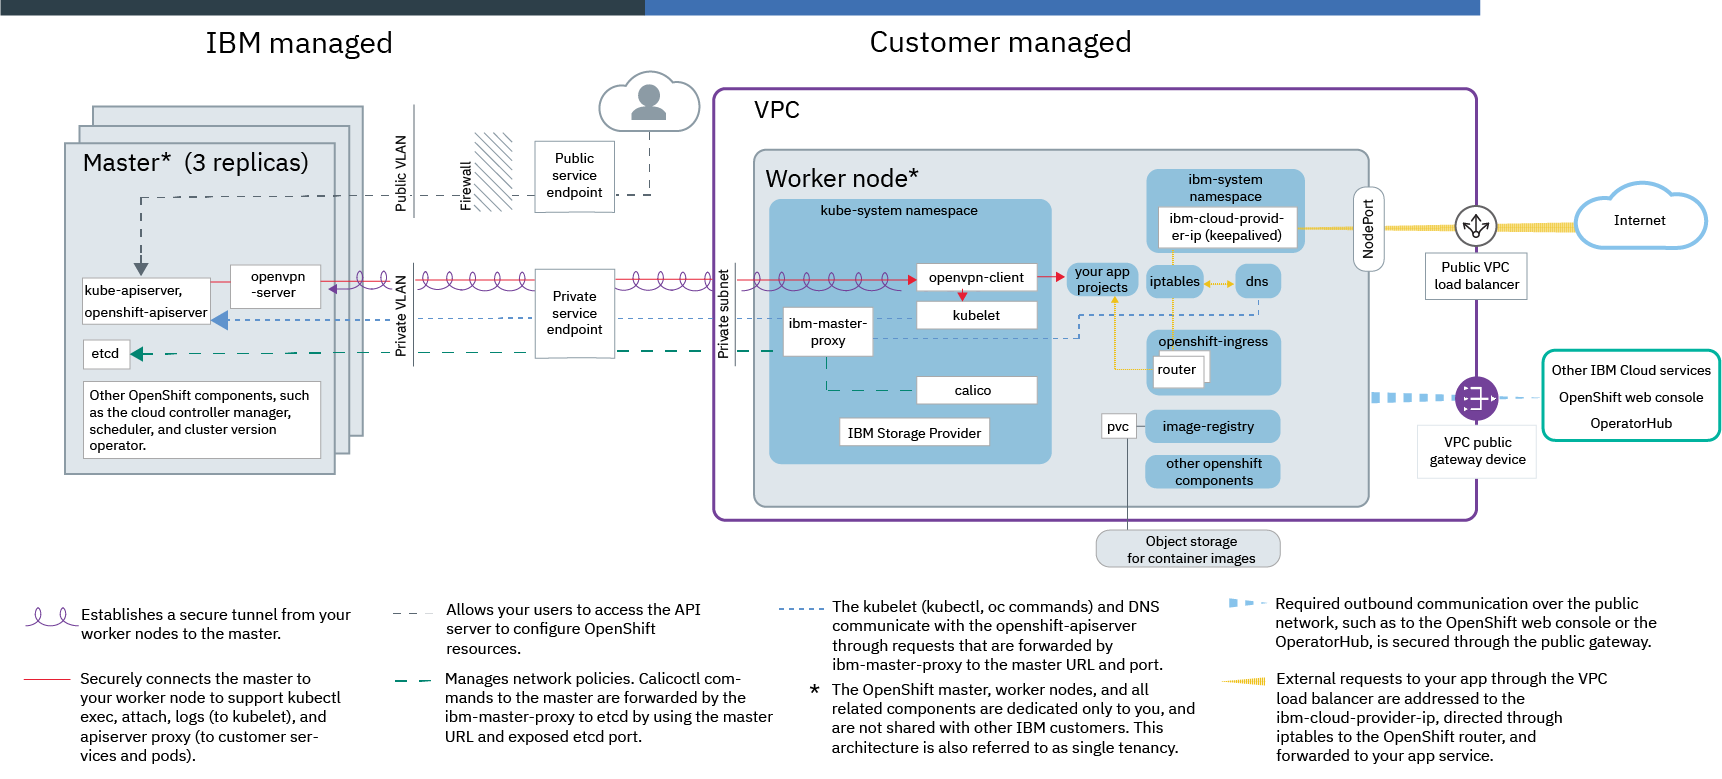 IBM managed
Customer managed
Master* (3 replicas)
kube-apiserver,
openshift-apiserver
openvpn
-server
etcd
Other OpenShift components, such
as the cloud controller manager,
scheduler, and cluster version
operator.
Public VLAN
Firewall
Public
service
endpoint
Private VLAN
Private
service
endpoint
Private subnet
VPC
Worker node*
kube-system namespace
openvpn-client
kubelet
ibm-master-
proxy
calico
IBM Storage Provider
your app
projects
ibm-system
namespace
ibm-cloud-provid-
er-ip (keepalived)
iptables
dns
openshift-ingress
router
pvc
image-registry
other openshift
components
Object storage
for container images
NodePort
Public VPC
load balancer
Internet
VPC public
gateway device
Other IBM Cloud services
OpenShift web console
OperatorHub
Establishes a secure tunnel from your
worker nodes to the master.
Securely connects the master to
your worker node to support kubectl
exec, attach, logs (to kubelet), and
apiserver proxy (to customer ser-
vices and pods).
Allows your users to access the API
server to configure OpenShift
resources.
Manages network policies. Calicoctl com-
mands to the master are forwarded by the
ibm-master-proxy to etcd by using the master
URL and exposed etcd port.
The kubelet (kubectl, oc commands) and DNS
communicate with the openshift-apiserver
through requests that are forwarded by
ibm-master-proxy to the master URL and port.
* The OpenShift master, worker nodes, and all
related components are dedicated only to you, and
are not shared with other IBM customers. This
architecture is also referred to as single tenancy.
Required outbound communication over the public
network, such as to the OpenShift web console or the
OperatorHub, is secured through the public gateway.
External requests to your app through the VPC
load balancer are addressed to the
ibm-cloud-provider-ip, directed through
iptables to the OpenShift router, and
forwarded to your app service.